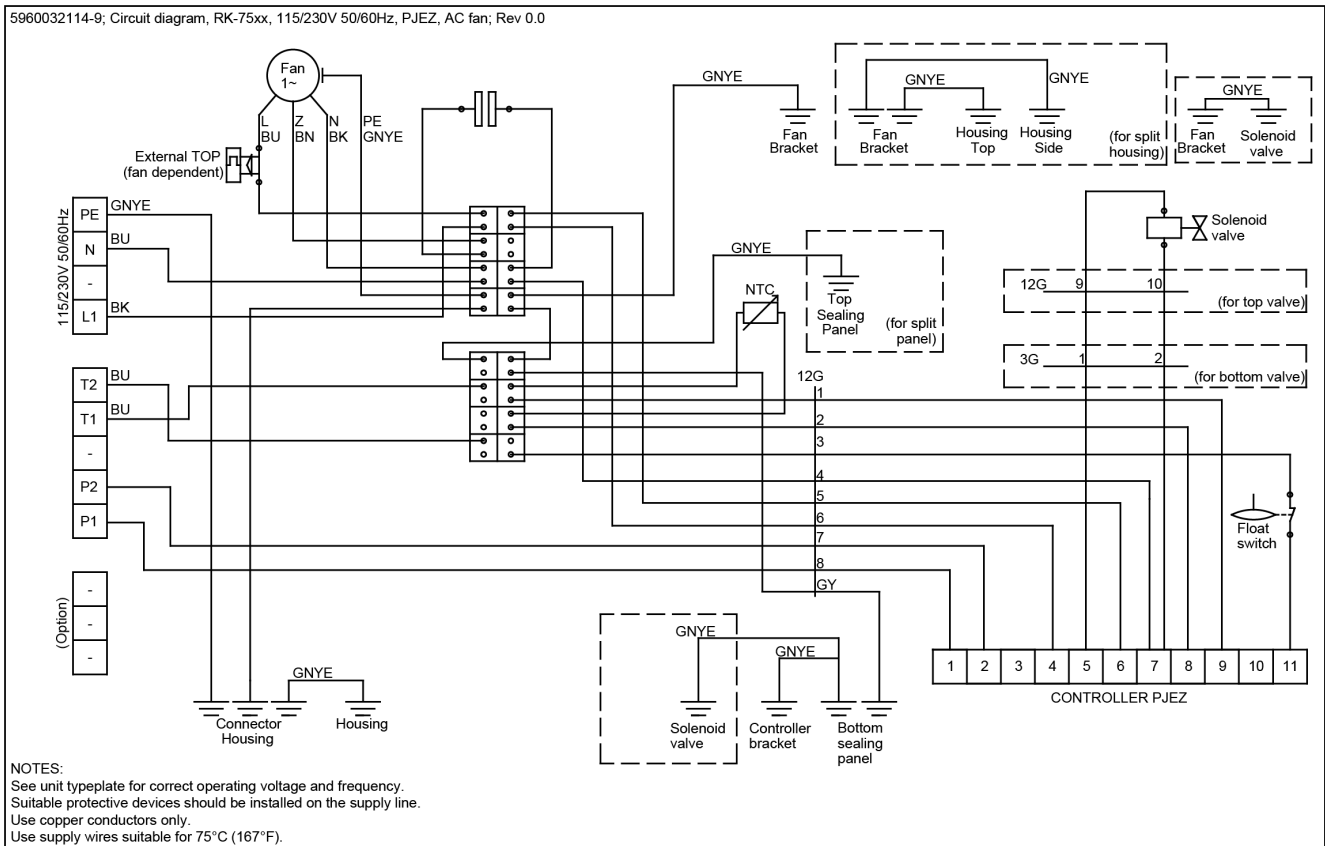 5960032114-9; Circuit diagram, RK-75xx, 115/230V 50/60Hz, PJEZ, AC fan; Rev 0.0
Fan
1~
L
BU
Z
BN
N
BK
PE
GNYE
External TOP
(fan dependent)
GNYE
Fan
Bracket
GNYE
GNYE
Fan
Bracket
Housing
Top
Housing
Side
(for split
housing)
GNYE
Fan
Bracket
Solenoid
valve
115/230V 50/60Hz
PE
GNYE
N
BU
-
L1
BK
GNYE
Top
Sealing
Panel
(for split
panel)
NTC
Solenoid
valve
12G
9
10
(for top valve)
3G
1
2
(for bottom valve)
T2
BU
T1
BU
-
P2
P1
12G
1
2
3
4
5
6
7
8
GY
Float
switch
(Option)
-
-
-
GNYE
Connector
Housing
Housing
GNYE
GNYE
Solenoid
valve
Controller
bracket
Bottom
sealing
panel
1
2
3
4
5
6
7
8
9
10
11
CONTROLLER PJEZ
NOTES:
See unit typeplate for correct operating voltage and frequency.
Suitable protective devices should be installed on the supply line.
Use copper conductors only.
Use supply wires suitable for 75°C (167°F).